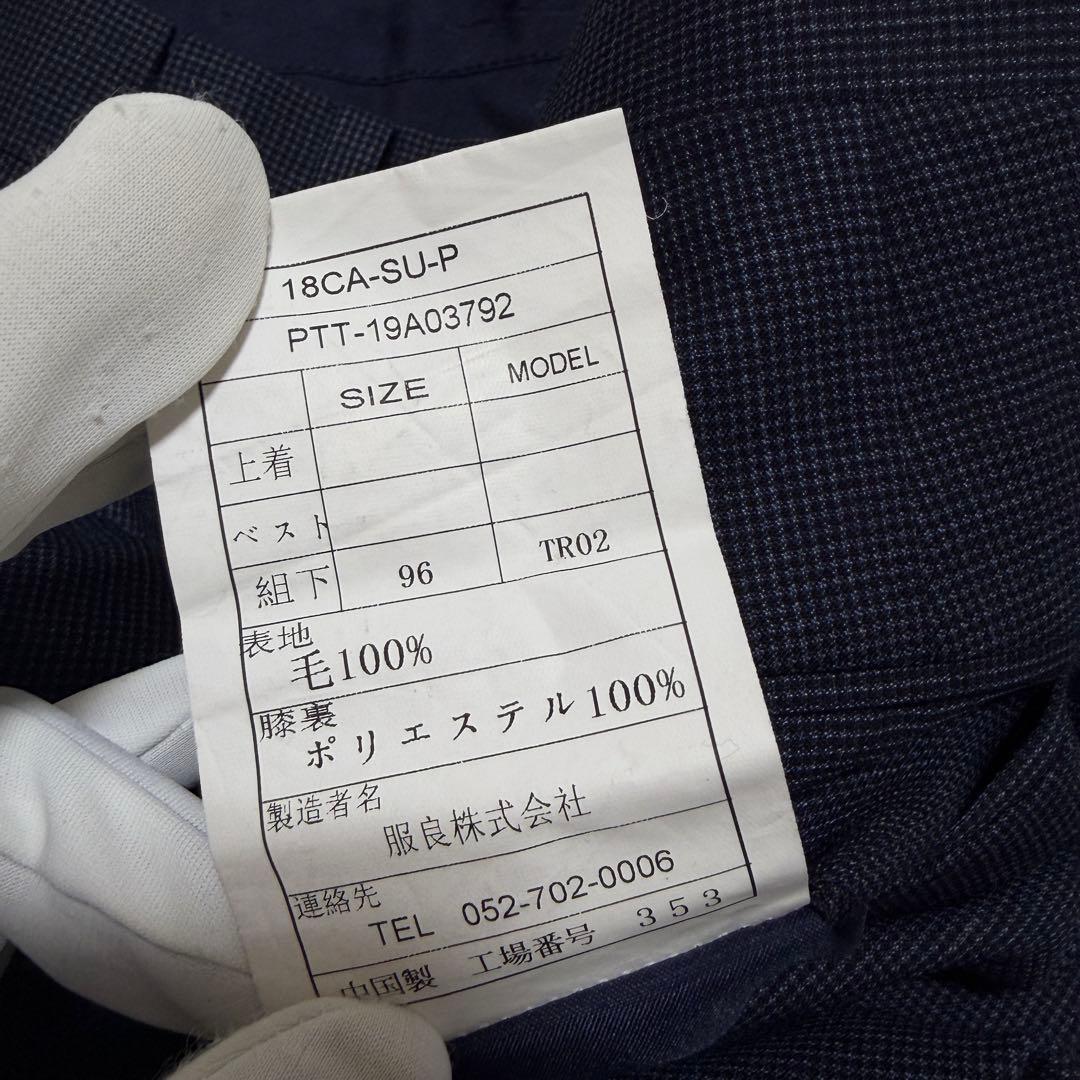 18CA-SU-P
PTT-19A03792
SIZE MODEL
上着
ベスト
組下 96 TR02
表地
毛100%
膝裏
ポリエステル100%
製造者名
服良株式会社
連絡先
TEL 052-702-0006
中国製 工場番号 353